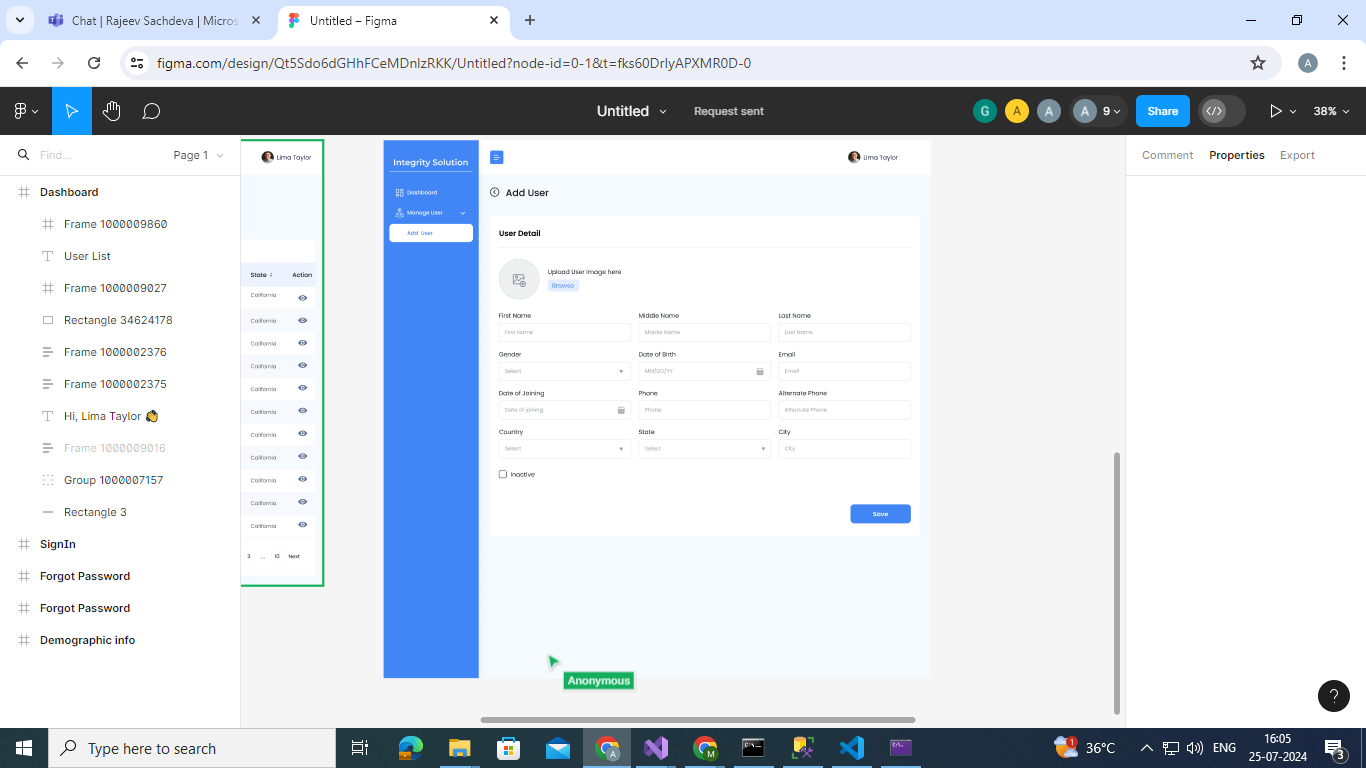 Chat | Rajeev Sachdeva | Micros
Untitled – Figma
figma.com/design/Qt5Sdo6dGHhFCeMDnIzRKK/Untitled?node-id=0-1&t=fks60DrlyAPXMR0D-0
A
Untitled
Request sent
G A A A 9
Share
38%
Find...
Page 1
Comment Properties Export
Dashboard
Frame 1000009860
User List
Frame 1000009027
Rectangle 34624178
Frame 1000002376
Frame 1000002375
Hi, Lima Taylor 👏
Frame 1000009016
Group 1000007157
Rectangle 3
SignIn
Forgot Password
Forgot Password
Demographic info
Lima Taylor
State Action
California
California
California
California
California
California
California
California
California
California
California
3 ... 10 Next
Integrity Solution
Dashboard
Manage User
Add User
Lima Taylor
Add User
User Detail
Upload User image here
Browse
First Name Middle Name Last Name
First Name Middle Name Last Name
Gender Date of Birth Email
Select MM/DD/YY Email
Date of Joining Phone Alternate Phone
Date of joining Phone Alternate Phone
Country State City
Select Select City
Inactive
Save
Anonymous
?
Type here to search
36°C
ENG
16:05
25-07-2024
3